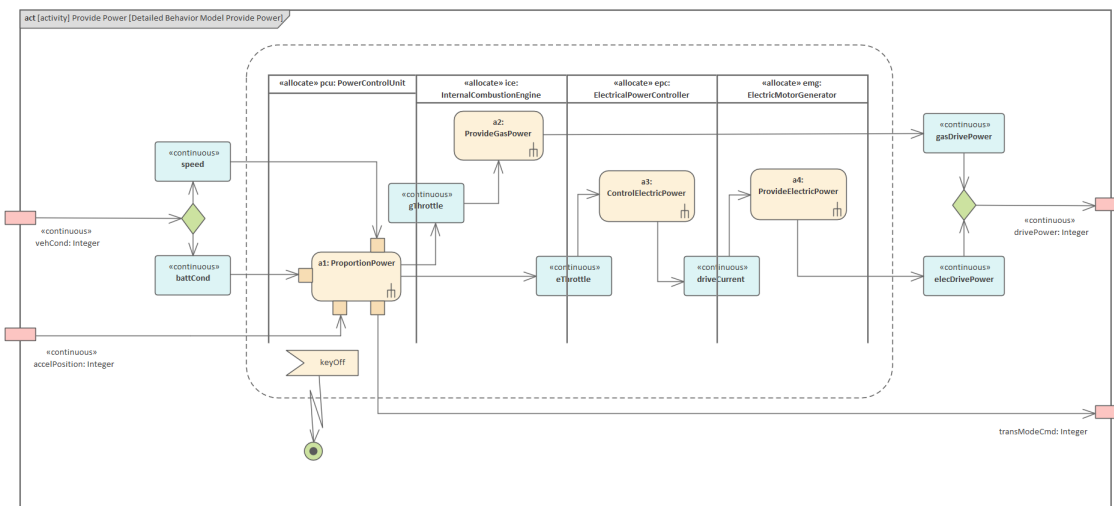 act [activity] Provide Power [Detailed Behavior Model Provide Power]
«allocate» pcu: PowerControlUnit
«allocate» ice:
InternalCombustionEngine
«allocate» epc:
ElectricalPowerController
«allocate» emg:
ElectricMotorGenerator
a2:
ProvideGasPower
«continuous»
gasDrivePower
«continuous»
speed
a3:
ControlElectricPower
a4:
ProvideElectricPower
«continuous»
gThrottle
«continuous»
vehCond: Integer
«continuous»
drivePower: Integer
«continuous»
battCond
a1: ProportionPower
«continuous»
eThrottle
«continuous»
driveCurrent
«continuous»
elecDrivePower
«continuous»
accelPosition: Integer
keyOff
transModeCmd: Integer